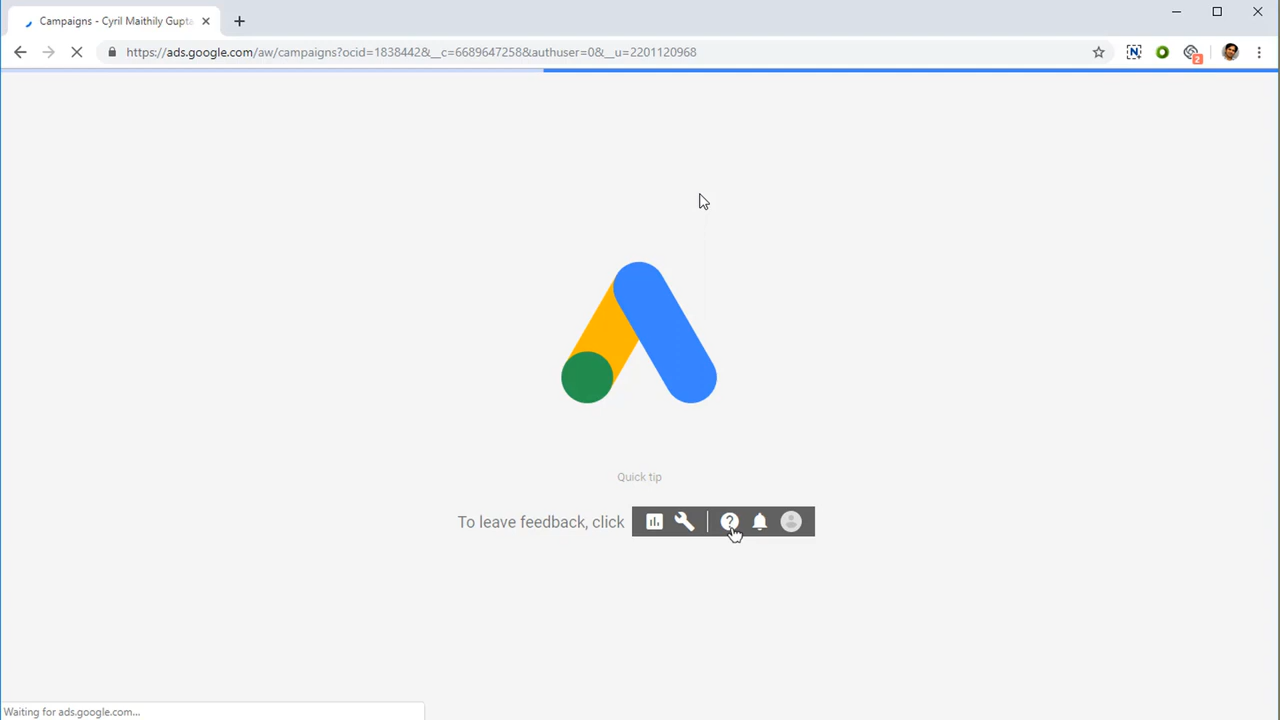 Campaigns - Cyril Maithily Gupta
https://ads.google.com/aw/campaigns?ocid=1838442&__c=6689647258&authuser=0&__u=2201120968
2
Quick tip
To leave feedback, click
Waiting for ads.google.com...